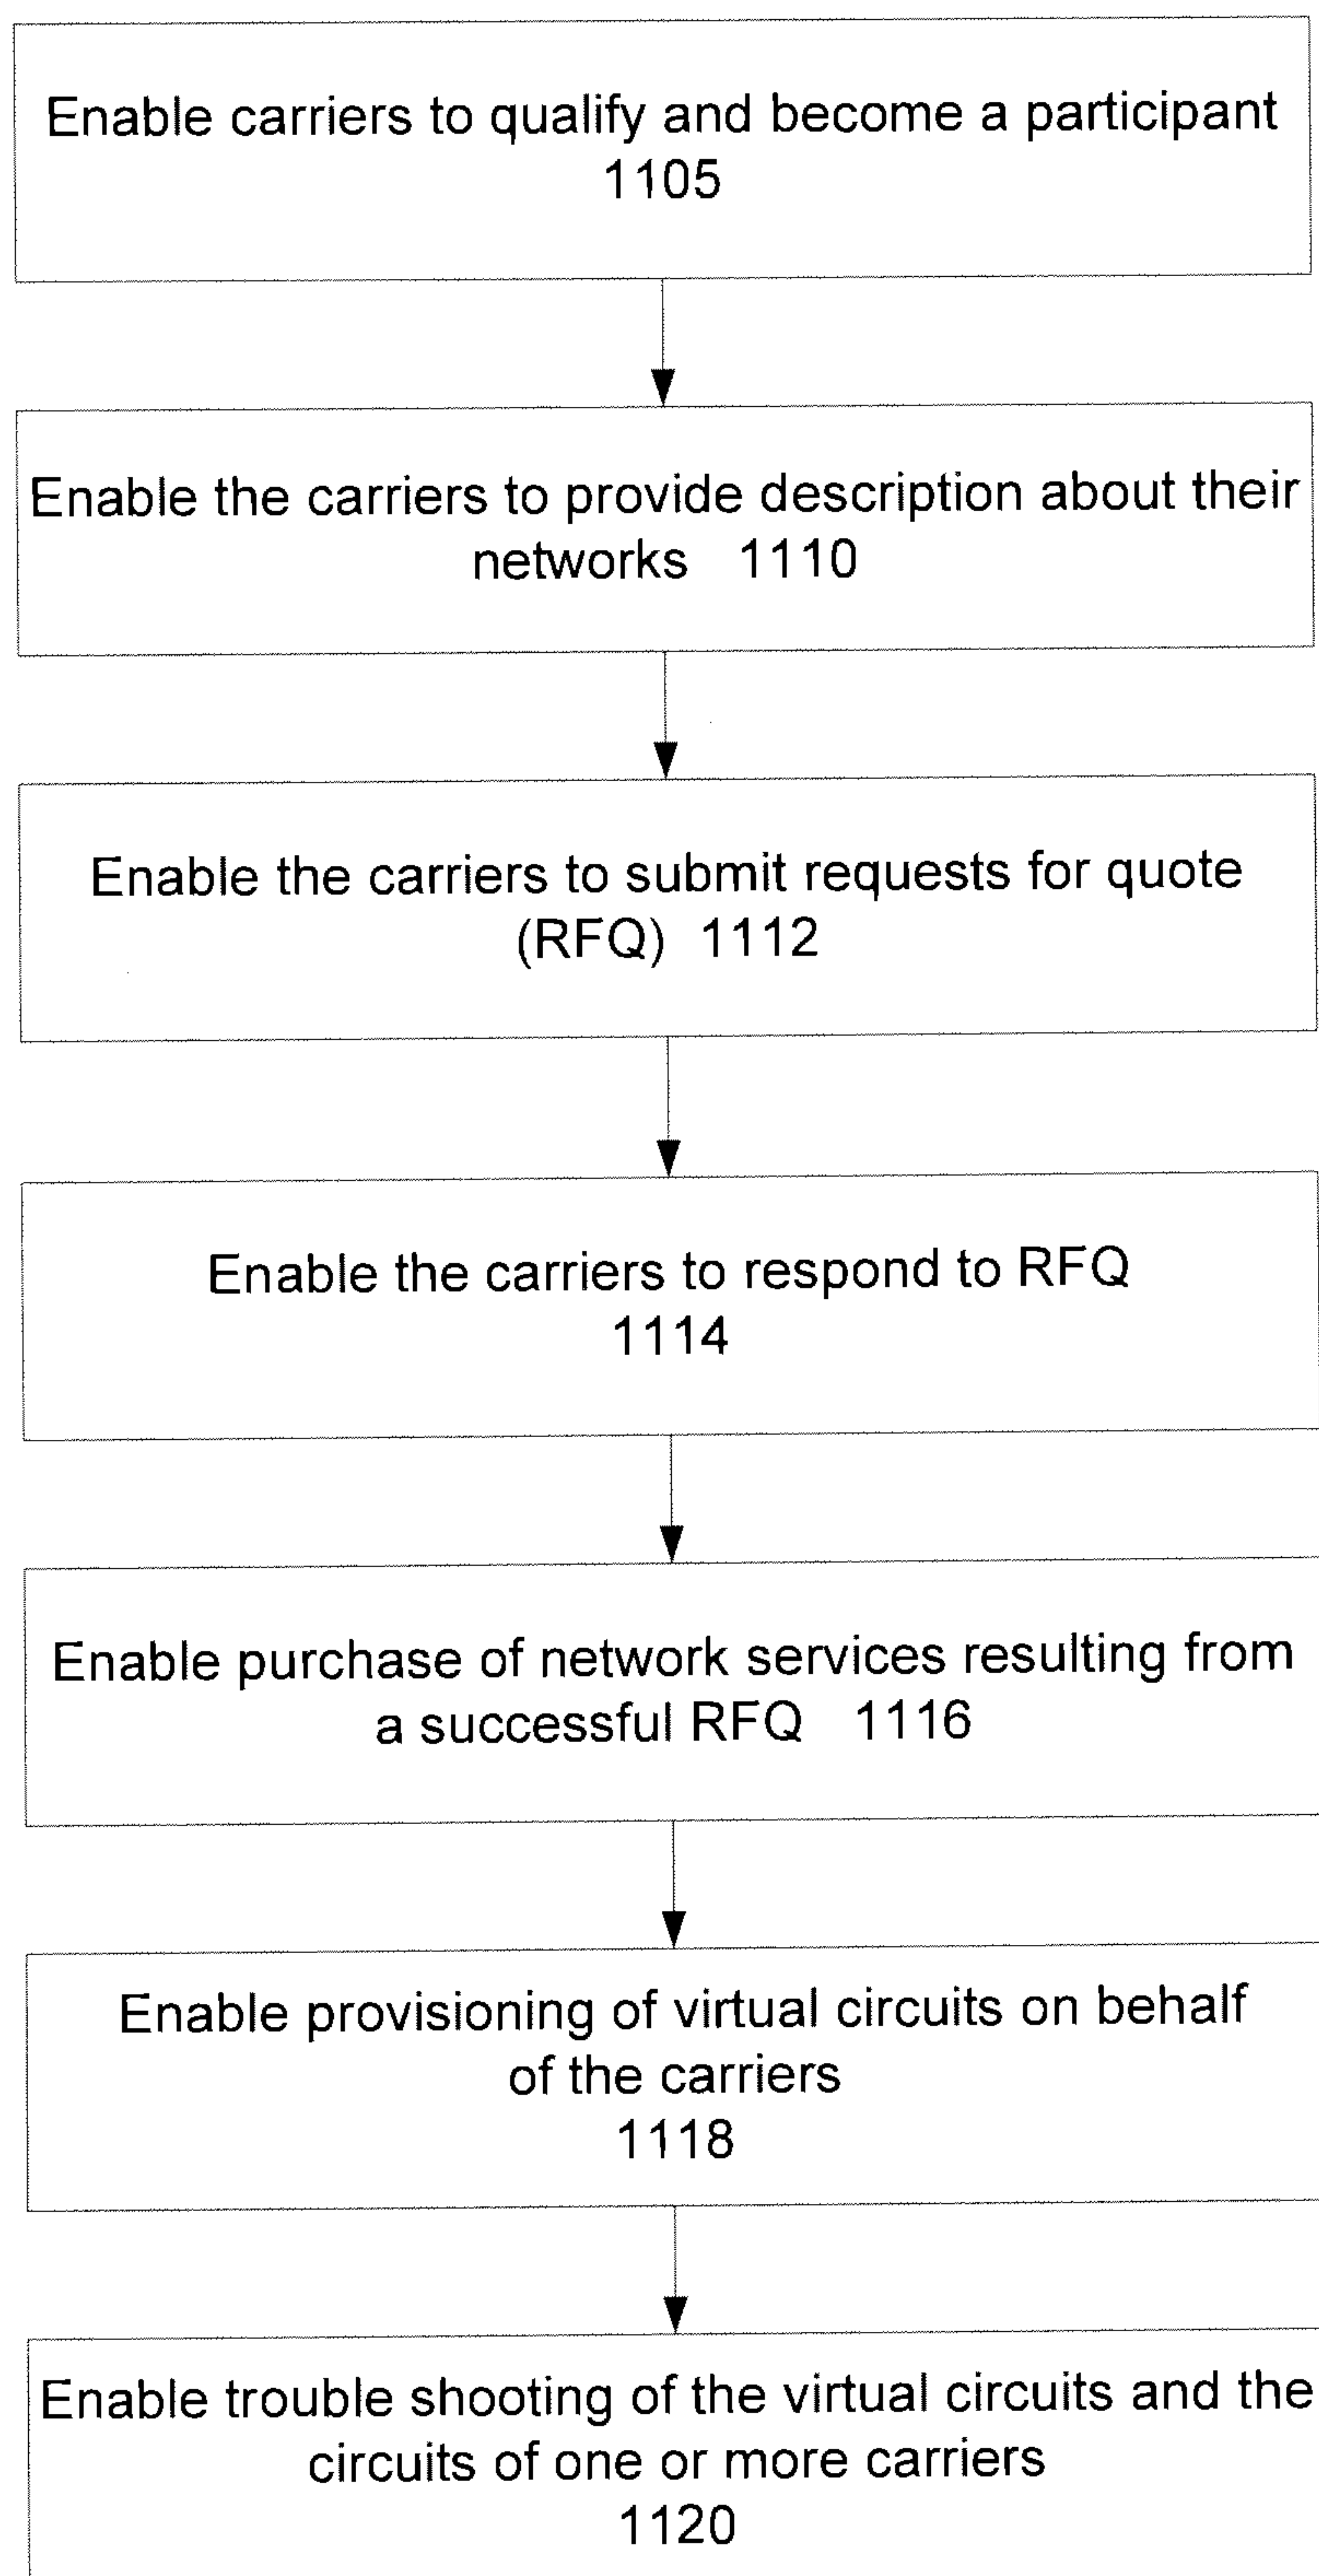 Enable carriers to qualify and become a participant
1105
Enable the carriers to provide description about their
networks 1110
Enable the carriers to submit requests for quote
(RFQ) 1112
Enable the carriers to respond to RFQ
1114
Enable purchase of network services resulting from
a successful RFQ 1116
Enable provisioning of virtual circuits on behalf
of the carriers
1118
Enable trouble shooting of the virtual circuits and the
circuits of one or more carriers
1120